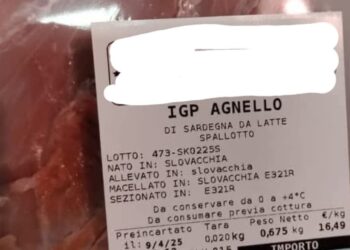 IGP AGNELLO
DI SARDEGNA DA LATTE
SPALLOTTO
LOTTO: 473-SK0225S
NATO IN: SLOVACCHIA
ALLEVATO IN: slovacchia
MACELLATO IN: SLOVACCHIA E321R
SEZIONATO IN: E321R
Da conservare da 0 a +4°C
Da consumare previa cottura
Preincartato Tara Peso Netto €/kg
il: 9/4/25 0,020kg 0,675 kg 16,49
IMPORTO